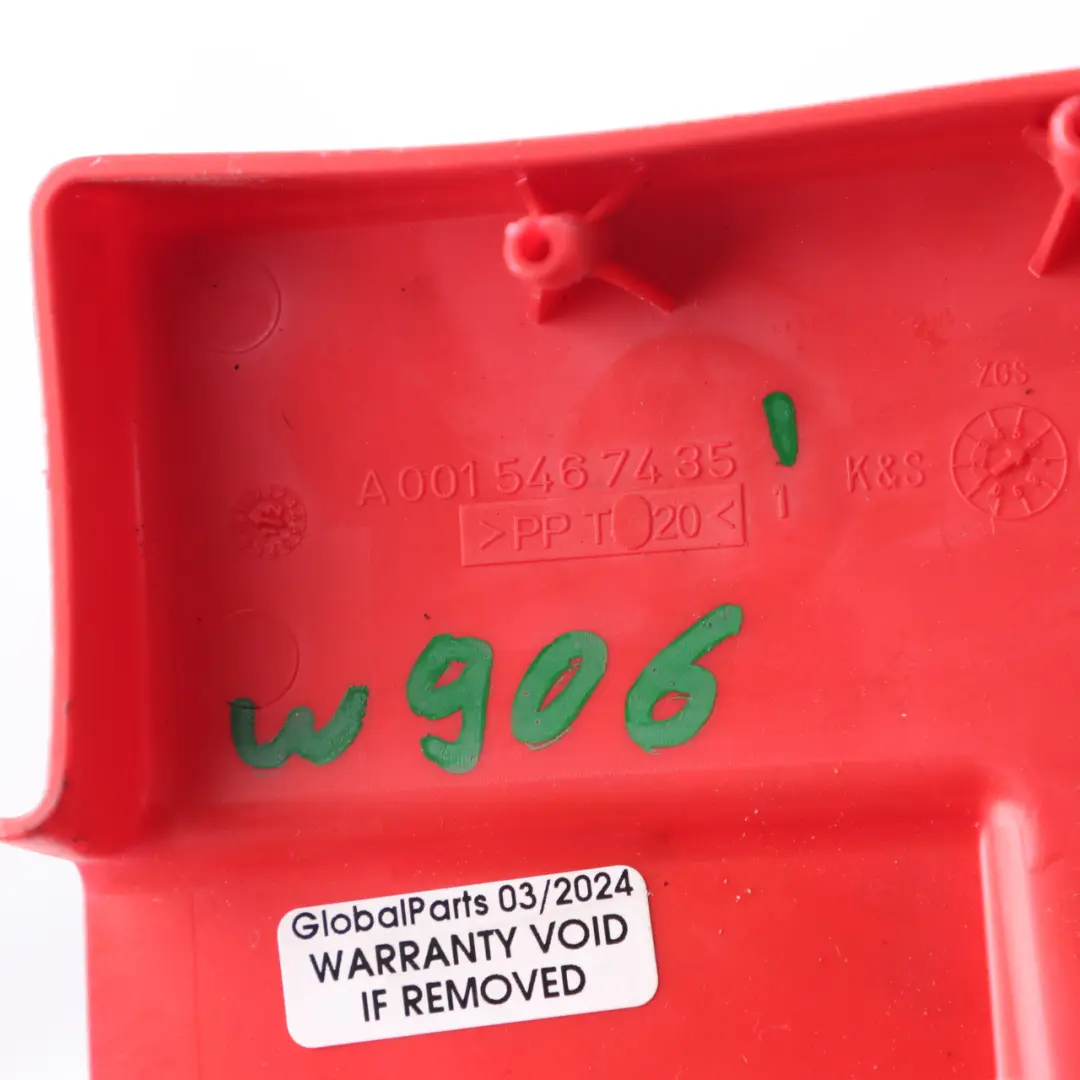 ZGS
A 001 546 74 35
K&S
>PP T 20<
1
w906
GlobalParts 03/2024
WARRANTY VOID
IF REMOVED